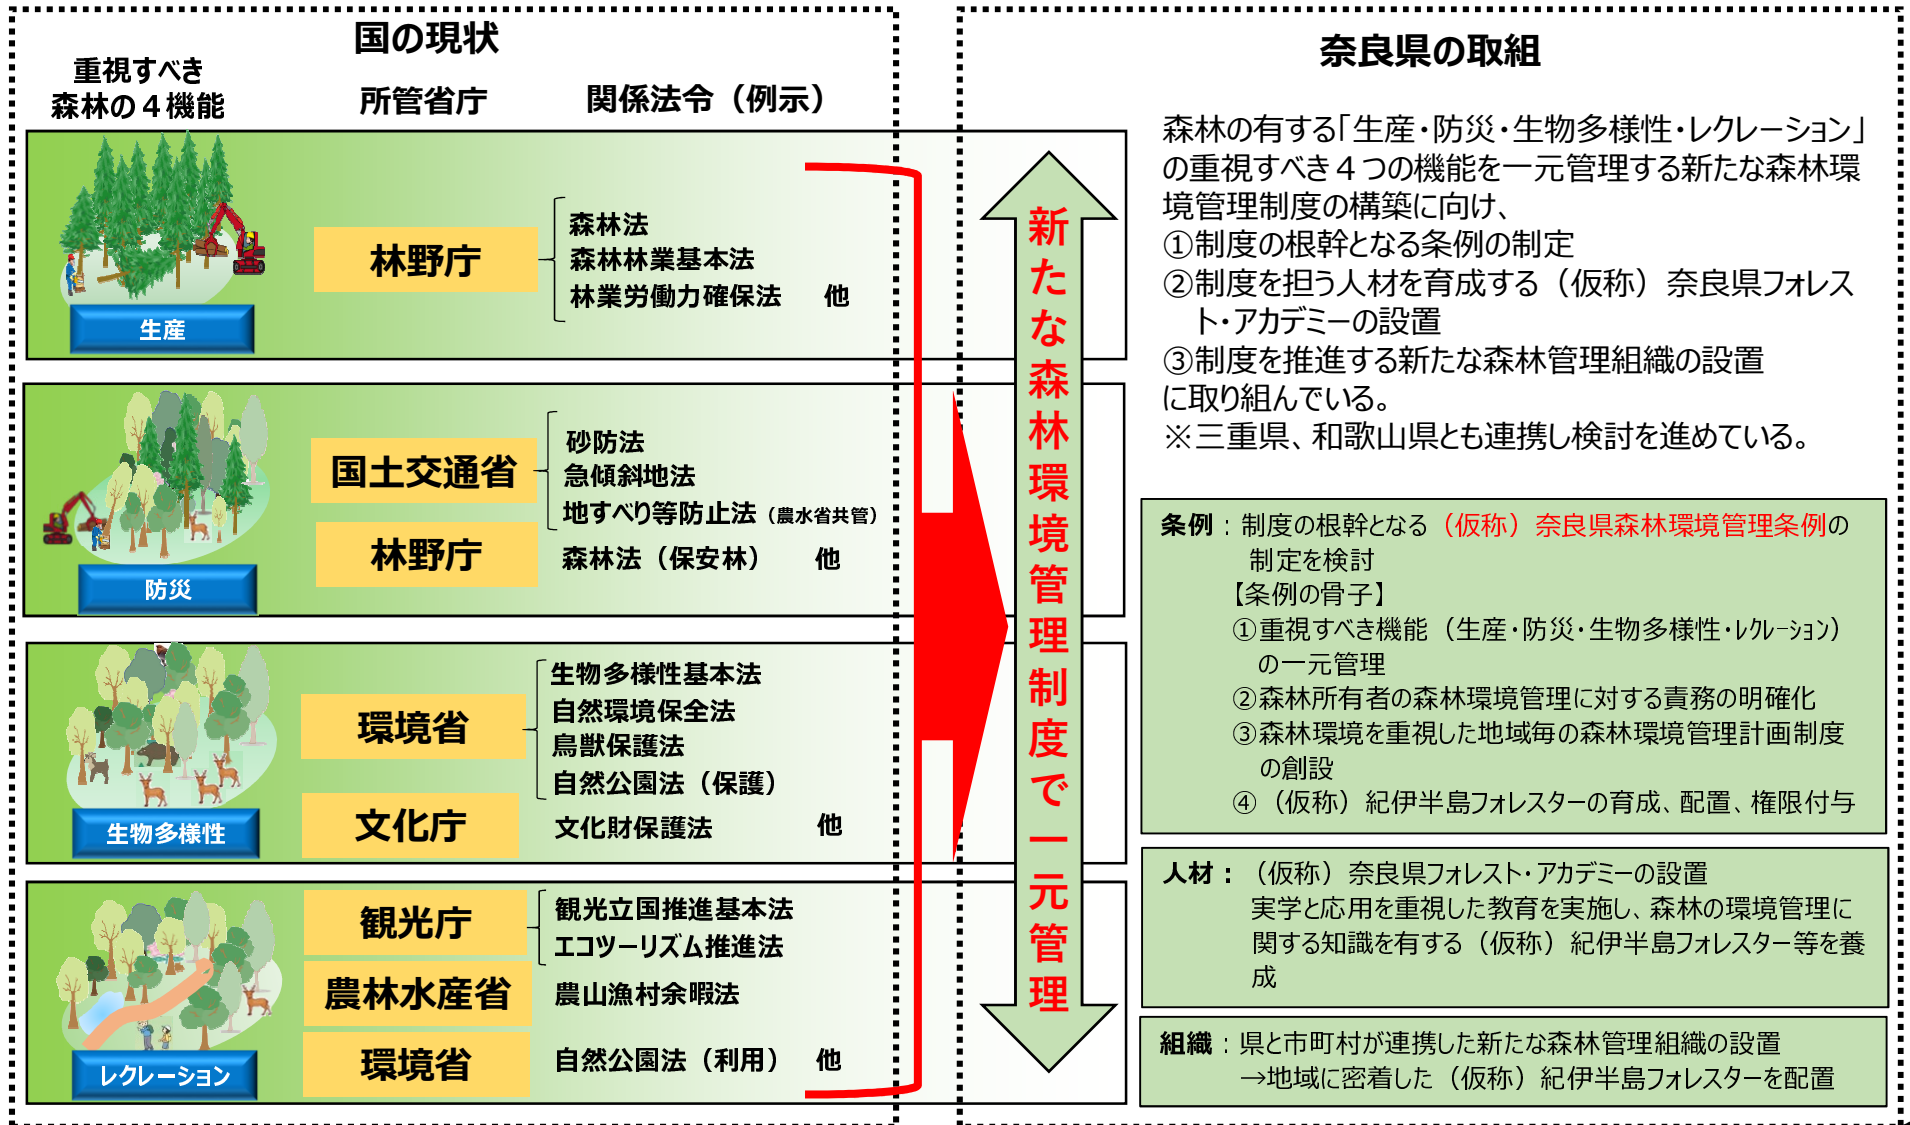 国の現状
重視すべき
森林の４機能
所管省庁
関係法令（例示）
生産
林野庁
森林法
森林林業基本法
林業労働力確保法　他
防災
国土交通省
砂防法
急傾斜地法
地すべり等防止法（農水省共管）
林野庁
森林法（保安林）　他
生物多様性
環境省
生物多様性基本法
自然環境保全法
鳥獣保護法
自然公園法（保護）
文化庁
文化財保護法　他
レクレーション
観光庁
観光立国推進基本法
エコツーリズム推進法
農林水産省
農山漁村余暇法
環境省
自然公園法（利用）　他
新たな森林環境管理制度で一元管理
奈良県の取組
森林の有する「生産・防災・生物多様性・レクレーション」
の重視すべき４つの機能を一元管理する新たな森林環
境管理制度の構築に向け、
①制度の根幹となる条例の制定
②制度を担う人材を育成する（仮称）奈良県フォレス
ト・アカデミーの設置
③制度を推進する新たな森林管理組織の設置
に取り組んでいる。
※三重県、和歌山県とも連携し検討を進めている。
条例：制度の根幹となる（仮称）奈良県森林環境管理条例の
制定を検討
【条例の骨子】
①重視すべき機能（生産・防災・生物多様性・ﾚｸﾚｰｼｮﾝ）
の一元管理
②森林所有者の森林環境管理に対する責務の明確化
③森林環境を重視した地域毎の森林環境管理計画制度
の創設
④（仮称）紀伊半島フォレスターの育成、配置、権限付与
人材：（仮称）奈良県フォレスト・アカデミーの設置
実学と応用を重視した教育を実施し、森林の環境管理に
関する知識を有する（仮称）紀伊半島フォレスター等を養
成
組織：県と市町村が連携した新たな森林管理組織の設置
→地域に密着した（仮称）紀伊半島フォレスターを配置